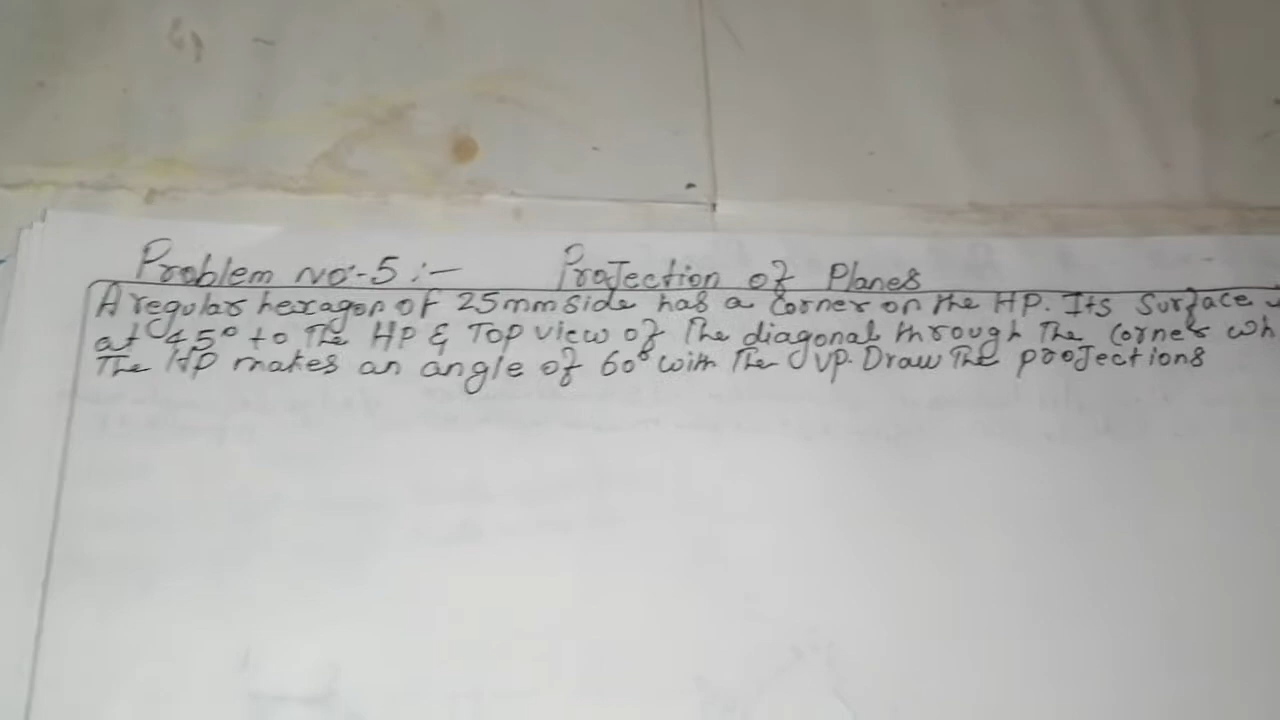 Problem No:-5 :- Projection of Planes
A regular hexagon of 25mm side has a Corner on the HP. Its Surface
at 45° to The HP & Top view of The diagonal through The Corner wh
The HP makes an angle of 60° with The VP. Draw The projections